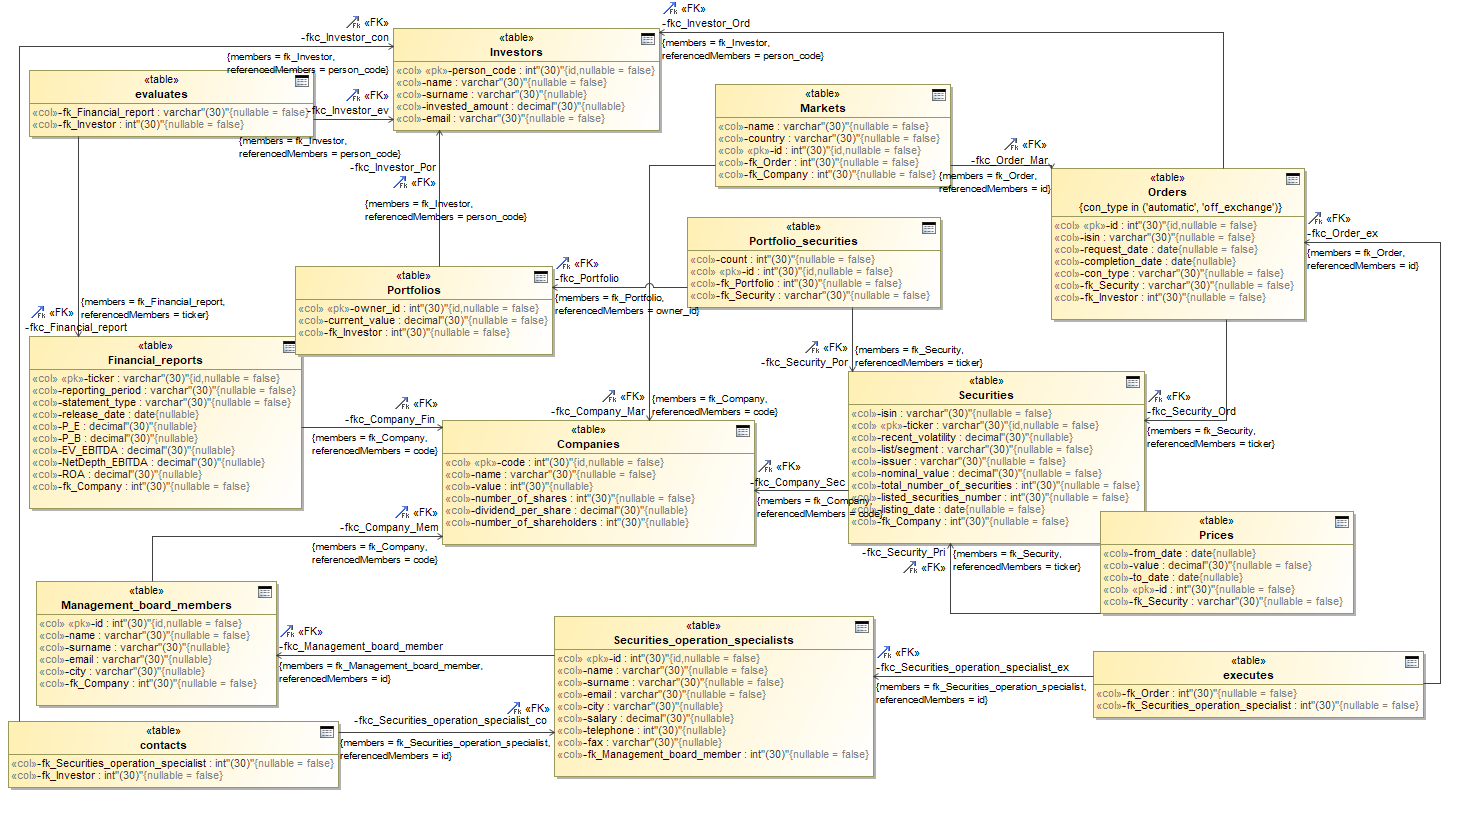 «FK»
-fkc_Investor_con
{members = fk_Investor,
referencedMembers = person_code}
«table»
Investors
«col» «pk»-person_code : int"(30)"{id,nullable = false}
«col»-name : varchar"(30)"{nullable = false}
«col»-surname : varchar"(30)"{nullable = false}
«col»-invested_amount : decimal"(30)"{nullable = false}
«col»-email : varchar"(30)"{nullable = false}
«FK»
-fkc_Investor_Ord
{members = fk_Investor,
referencedMembers = person_code}
«table»
evaluates
«col»-fk_Financial_report : varchar"(30)"{nullable = false}
«col»-fk_Investor : int"(30)"{nullable = false}
«FK»
-fkc_Investor_ev
{members = fk_Investor,
referencedMembers = person_code}
«table»
Markets
«col»-name : varchar"(30)"{nullable = false}
«col»-country : varchar"(30)"{nullable = false}
«col» «pk»-id : int"(30)"{id,nullable = false}
«col»-fk_Order : int"(30)"{nullable = false}
«col»-fk_Company : int"(30)"{nullable = false}
«FK»
-fkc_Order_Mar
{members = fk_Order,
referencedMembers = id}
«table»
Orders
{con_type in ('automatic', 'off_exchange')}
«col» «pk»-id : int"(30)"{id,nullable = false}
«col»-isin : varchar"(30)"{nullable = false}
«col»-request_date : date{nullable = false}
«col»-completion_date : date{nullable}
«col»-con_type : varchar"(30)"{nullable = false}
«col»-fk_Security : varchar"(30)"{nullable = false}
«col»-fk_Investor : int"(30)"{nullable = false}
«FK»
-fkc_Order_ex
{members = fk_Order,
referencedMembers = id}
-fkc_Investor_Por
«FK»
{members = fk_Investor,
referencedMembers = person_code}
«table»
Portfolio_securities
«col»-count : int"(30)"{nullable = false}
«col» «pk»-id : int"(30)"{id,nullable = false}
«col»-fk_Portfolio : int"(30)"{nullable = false}
«col»-fk_Security : varchar"(30)"{nullable = false}
«FK»
-fkc_Portfolio
{members = fk_Portfolio,
referencedMembers = owner_id}
«table»
Portfolios
«col» «pk»-owner_id : int"(30)"{id,nullable = false}
«col»-current_value : decimal"(30)"{nullable = false}
«col»-fk_Investor : int"(30)"{nullable = false}
{members = fk_Financial_report,
referencedMembers = ticker}
«FK»
-fkc_Financial_report
«table»
Financial_reports
«col» «pk»-ticker : varchar"(30)"{id,nullable = false}
«col»-reporting_period : varchar"(30)"{nullable = false}
«col»-statement_type : varchar"(30)"{nullable = false}
«col»-release_date : date{nullable}
«col»-P_E : decimal"(30)"{nullable}
«col»-P_B : decimal"(30)"{nullable}
«col»-EV_EBITDA : decimal"(30)"{nullable}
«col»-NetDepth_EBITDA : decimal"(30)"{nullable}
«col»-ROA : decimal"(30)"{nullable}
«col»-fk_Company : int"(30)"{nullable = false}
«FK»
-fkc_Company_Fin
{members = fk_Company,
referencedMembers = code}
«FK»
-fkc_Company_Mar
{members = fk_Company,
referencedMembers = code}
«FK»
-fkc_Security_Por
{members = fk_Security,
referencedMembers = ticker}
«table»
Companies
«col» «pk»-code : int"(30)"{id,nullable = false}
«col»-name : varchar"(30)"{nullable = false}
«col»-value : int"(30)"{nullable = false}
«col»-number_of_shares : int"(30)"{nullable = false}
«col»-dividend_per_share : decimal"(30)"{nullable}
«col»-number_of_shareholders : int"(30)"{nullable}
«FK»
-fkc_Company_Sec
{members = fk_Company,
referencedMembers = code}
«table»
Securities
«col»-isin : varchar"(30)"{nullable = false}
«col» «pk»-ticker : varchar"(30)"{id,nullable = false}
«col»-recent_volatility : decimal"(30)"{nullable}
«col»-list/segment : varchar"(30)"{nullable = false}
«col»-issuer : varchar"(30)"{nullable = false}
«col»-nominal_value : decimal"(30)"{nullable = false}
«col»-total_number_of_securities : int"(30)"{nullable = false}
«col»-listed_securities_number : int"(30)"{nullable = false}
«col»-listing_date : date{nullable = false}
«col»-fk_Company : int"(30)"{nullable = false}
«FK»
-fkc_Security_Ord
{members = fk_Security,
referencedMembers = ticker}
«FK»
-fkc_Company_Mem
{members = fk_Company,
referencedMembers = code}
-fkc_Security_Pri
«FK»
{members = fk_Security,
referencedMembers = ticker}
«table»
Prices
«col»-from_date : date{nullable}
«col»-value : decimal"(30)"{nullable = false}
«col»-to_date : date{nullable}
«col» «pk»-id : int"(30)"{id,nullable = false}
«col»-fk_Security : varchar"(30)"{nullable = false}
«table»
Management_board_members
«col» «pk»-id : int"(30)"{id,nullable = false}
«col»-name : varchar"(30)"{nullable = false}
«col»-surname : varchar"(30)"{nullable = false}
«col»-email : varchar"(30)"{nullable}
«col»-city : varchar"(30)"{nullable}
«col»-fk_Company : int"(30)"{nullable = false}
«FK»
-fkc_Management_board_member
{members = fk_Management_board_member,
referencedMembers = id}
«table»
Securities_operation_specialists
«col» «pk»-id : int"(30)"{id,nullable = false}
«col»-name : varchar"(30)"{nullable = false}
«col»-surname : varchar"(30)"{nullable = false}
«col»-email : varchar"(30)"{nullable = false}
«col»-city : varchar"(30)"{nullable}
«col»-salary : decimal"(30)"{nullable}
«col»-telephone : int"(30)"{nullable}
«col»-fax : varchar"(30)"{nullable}
«col»-fk_Management_board_member : int"(30)"{nullable = false}
«FK»
-fkc_Securities_operation_specialist_ex
{members = fk_Securities_operation_specialist,
referencedMembers = id}
«table»
executes
«col»-fk_Order : int"(30)"{nullable = false}
«col»-fk_Securities_operation_specialist : int"(30)"{nullable = false}
«FK»
-fkc_Securities_operation_specialist_co
{members = fk_Securities_operation_specialist,
referencedMembers = id}
«table»
contacts
«col»-fk_Securities_operation_specialist : int"(30)"{nullable = false}
«col»-fk_Investor : int"(30)"{nullable = false}